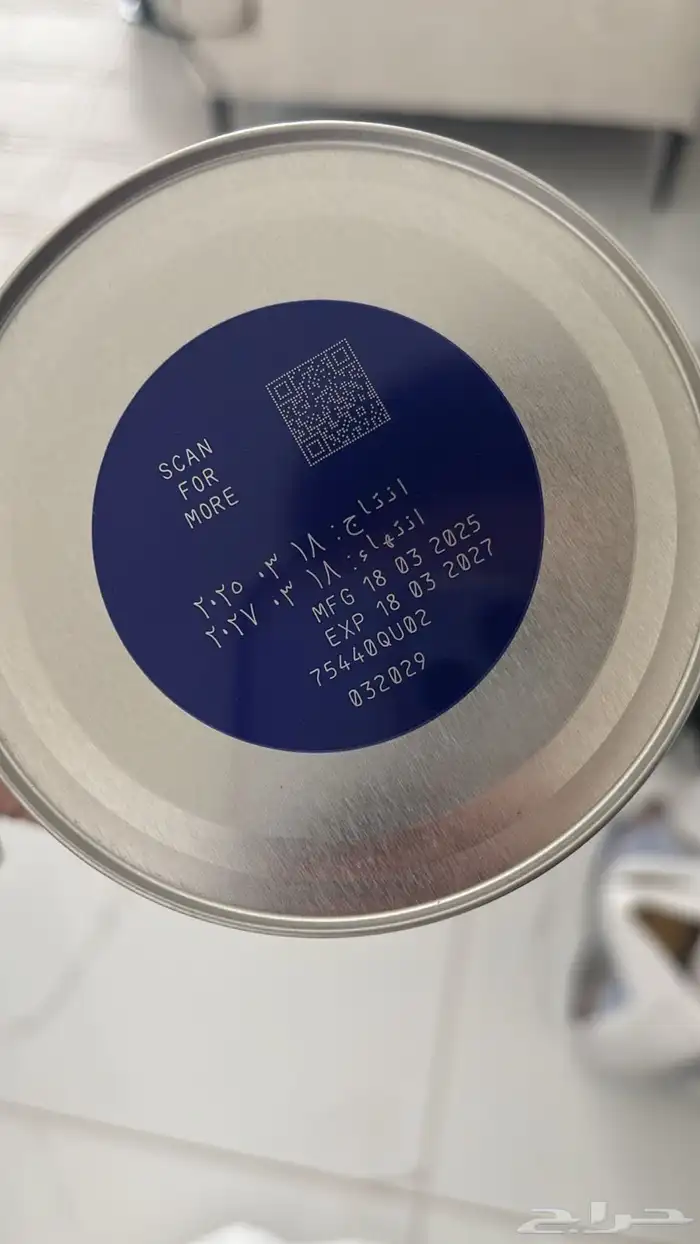 SCAN
FOR
MORE
انتاج: ١٨ ٠٣ ٢٠٢٥
انتهاء: ١٨ ٠٣ ٢٠٢٧
MFG 18 03 2025
EXP 18 03 2027
75440QU02
032029
حراج